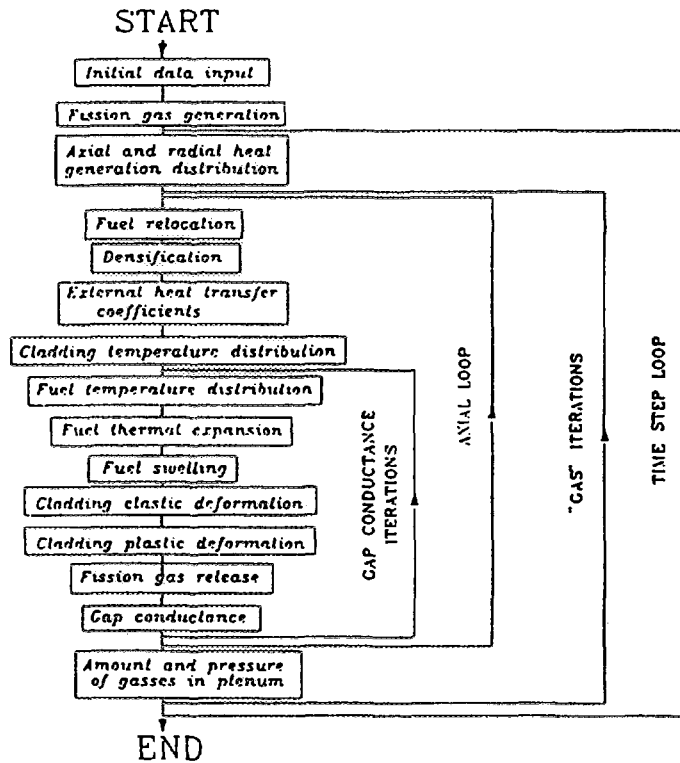 START
Initial data input
Fission gas generation
Axial and radial heat
generation distribution
Fuel relocation
Densification
External heat transfer
coefficients
Cladding temperature distribution
Fuel temperature distribution
Fuel thermal expansion
Fuel swelling
Cladding elastic deformation
Cladding plastic deformation
Fission gas release
Gap conductance
Amount and pressure
of gasses in plenum
END
GAP CONDUCTANCE
ITERATIONS
AXIAL LOOP
"GAS" ITERATIONS
TIME STEP LOOP